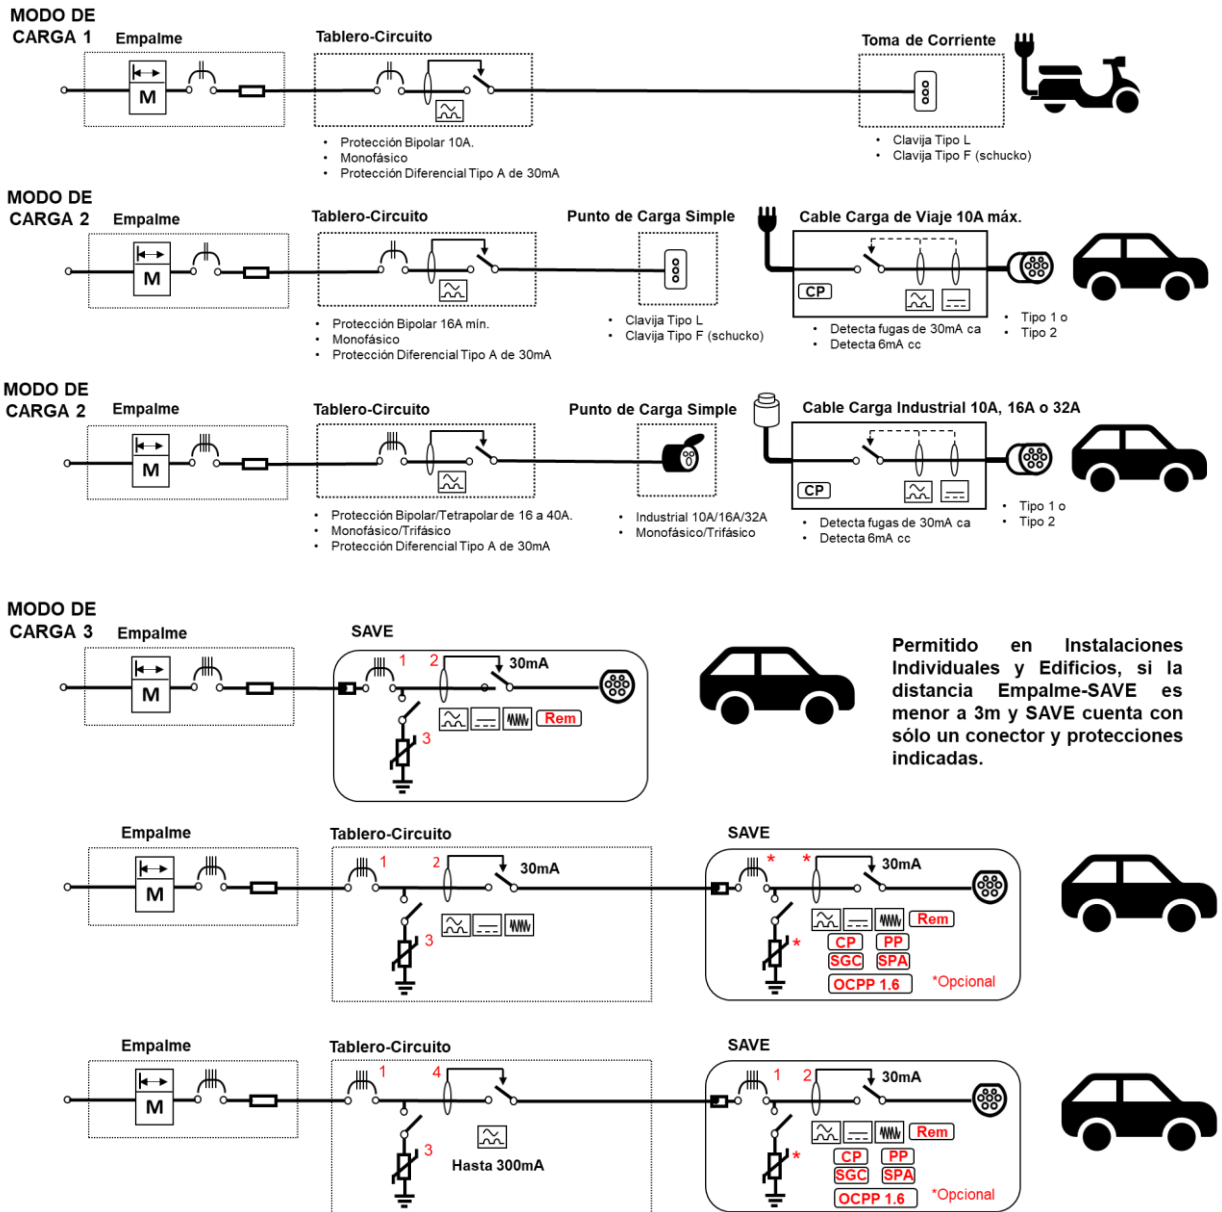 MODO DE
CARGA 1
Empalme
Tablero-Circuito
Toma de Corriente
M
• Protección Bipolar 10A.
• Monofásico
• Protección Diferencial Tipo A de 30mA
• Clavija Tipo L
• Clavija Tipo F (schucko)
MODO DE
CARGA 2
Empalme
Tablero-Circuito
Punto de Carga Simple
Cable Carga de Viaje 10A máx.
M
CP
• Protección Bipolar 16A mín.
• Monofásico
• Protección Diferencial Tipo A de 30mA
• Clavija Tipo L
• Clavija Tipo F (schucko)
• Detecta fugas de 30mA ca
• Detecta 6mA cc
• Tipo 1 o
• Tipo 2
MODO DE
CARGA 2
Empalme
Tablero-Circuito
Punto de Carga Simple
Cable Carga Industrial 10A, 16A o 32A
M
CP
• Protección Bipolar/Tetrapolar de 16 a 40A.
• Monofásico/Trifásico
• Protección Diferencial Tipo A de 30mA
• Industrial 10A/16A/32A
• Monofásico/Trifásico
• Detecta fugas de 30mA ca
• Detecta 6mA cc
• Tipo 1 o
• Tipo 2
MODO DE
CARGA 3
Empalme
SAVE
M
1 2 30mA
Rem
3
Permitido en Instalaciones
Individuales y Edificios, si la
distancia Empalme-SAVE es
menor a 3m y SAVE cuenta con
sólo un conector y protecciones
indicadas.
Empalme
Tablero-Circuito
SAVE
M
1 2 30mA
3
* * 30mA
Rem
* CP PP
SGC SPA
OCPP 1.6 *Opcional
Empalme
Tablero-Circuito
SAVE
M
1 4
3
Hasta 300mA
1 2 30mA
Rem
* CP PP
SGC SPA
OCPP 1.6 *Opcional